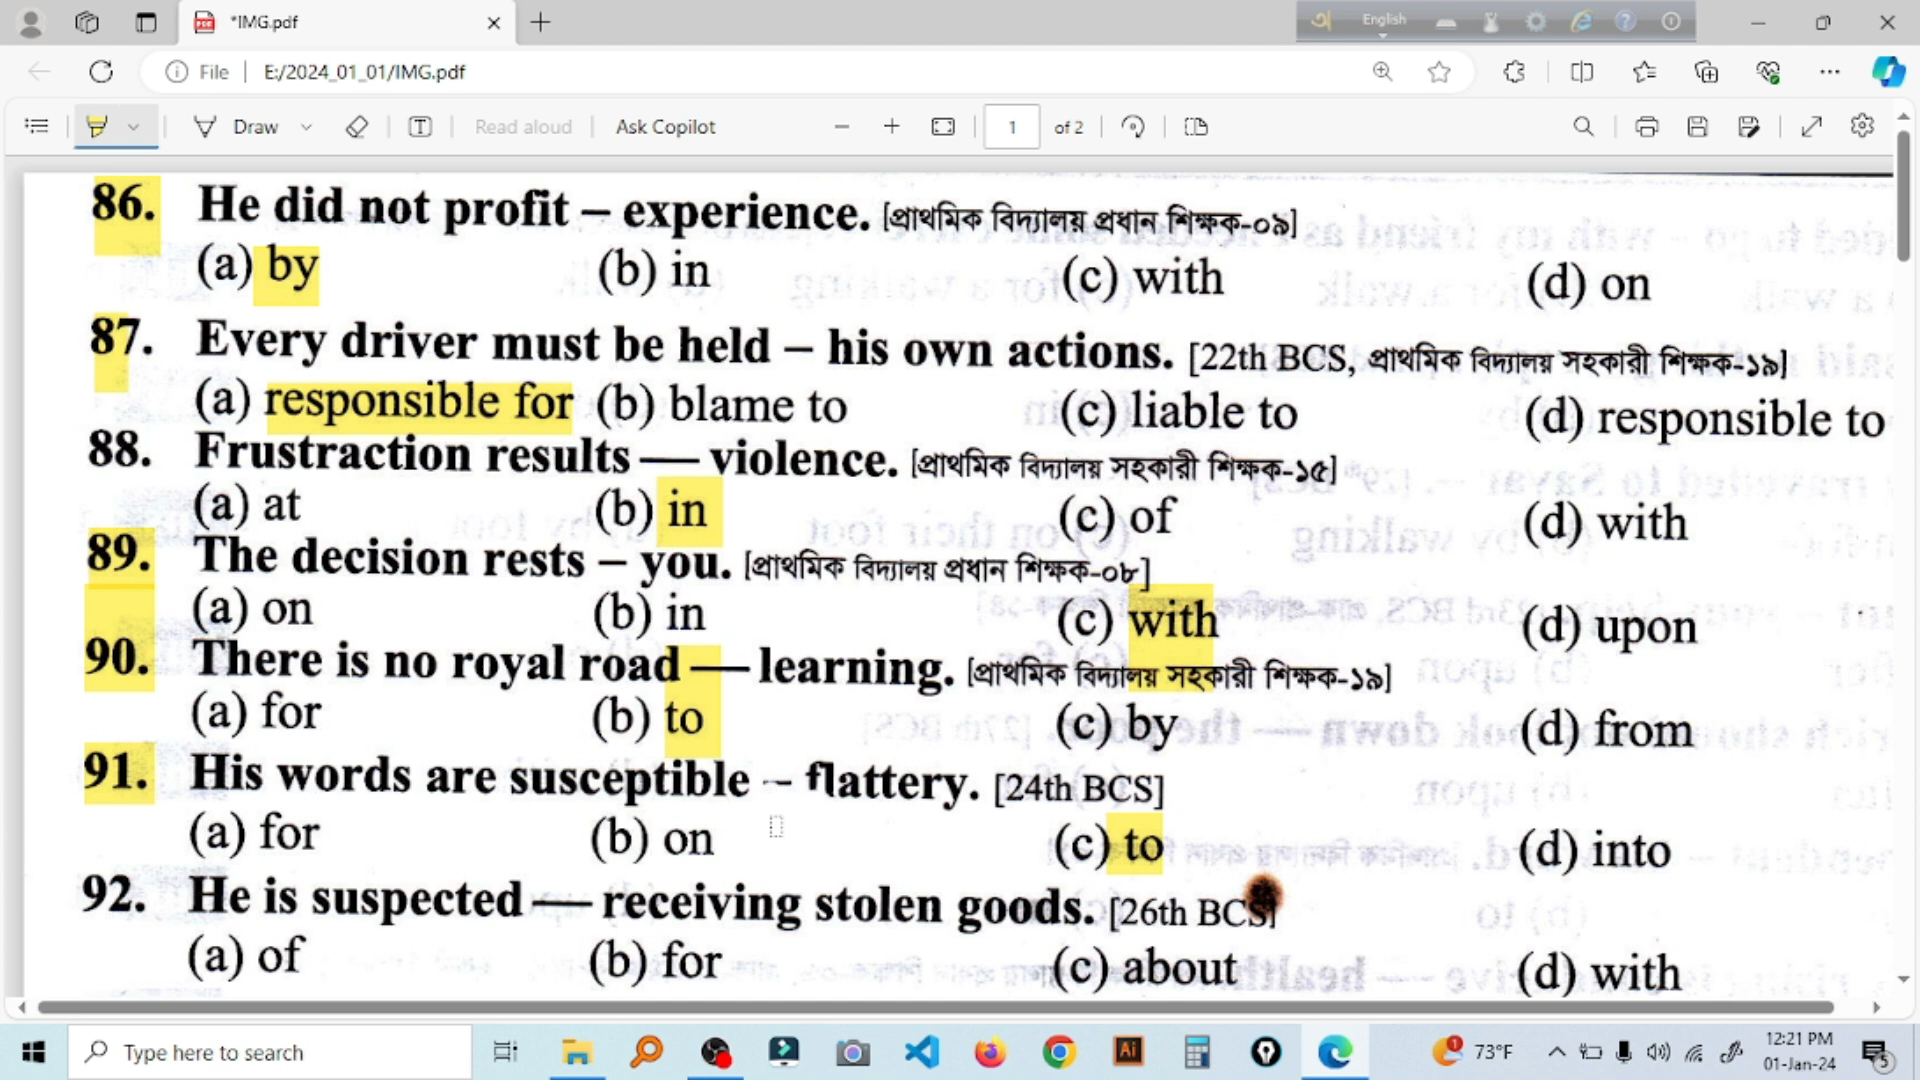 *IMG.pdf
English
File
E:/2024_01_01/IMG.pdf
Draw
Read aloud
Ask Copilot
1
of 2
86. He did not profit – experience. [প্রাথমিক বিদ্যালয় প্রধান শিক্ষক-০৯]
(a) by (b) in (c) with (d) on
87. Every driver must be held – his own actions. [22th BCS, প্রাথমিক বিদ্যালয় সহকারী শিক্ষক-১৯]
(a) responsible for (b) blame to (c) liable to (d) responsible to
88. Frustraction results — violence. [প্রাথমিক বিদ্যালয় সহকারী শিক্ষক-১৫]
(a) at (b) in (c) of (d) with
89. The decision rests – you. [প্রাথমিক বিদ্যালয় প্রধান শিক্ষক-০৮]
(a) on (b) in (c) with (d) upon
90. There is no royal road — learning. [প্রাথমিক বিদ্যালয় সহকারী শিক্ষক-১৯]
(a) for (b) to (c) by (d) from
91. His words are susceptible – flattery. [24th BCS]
(a) for (b) on (c) to (d) into
92. He is suspected — receiving stolen goods. [26th BCS]
(a) of (b) for (c) about (d) with
Type here to search
Ai
1
73°F
12:21 PM
01-Jan-24
5